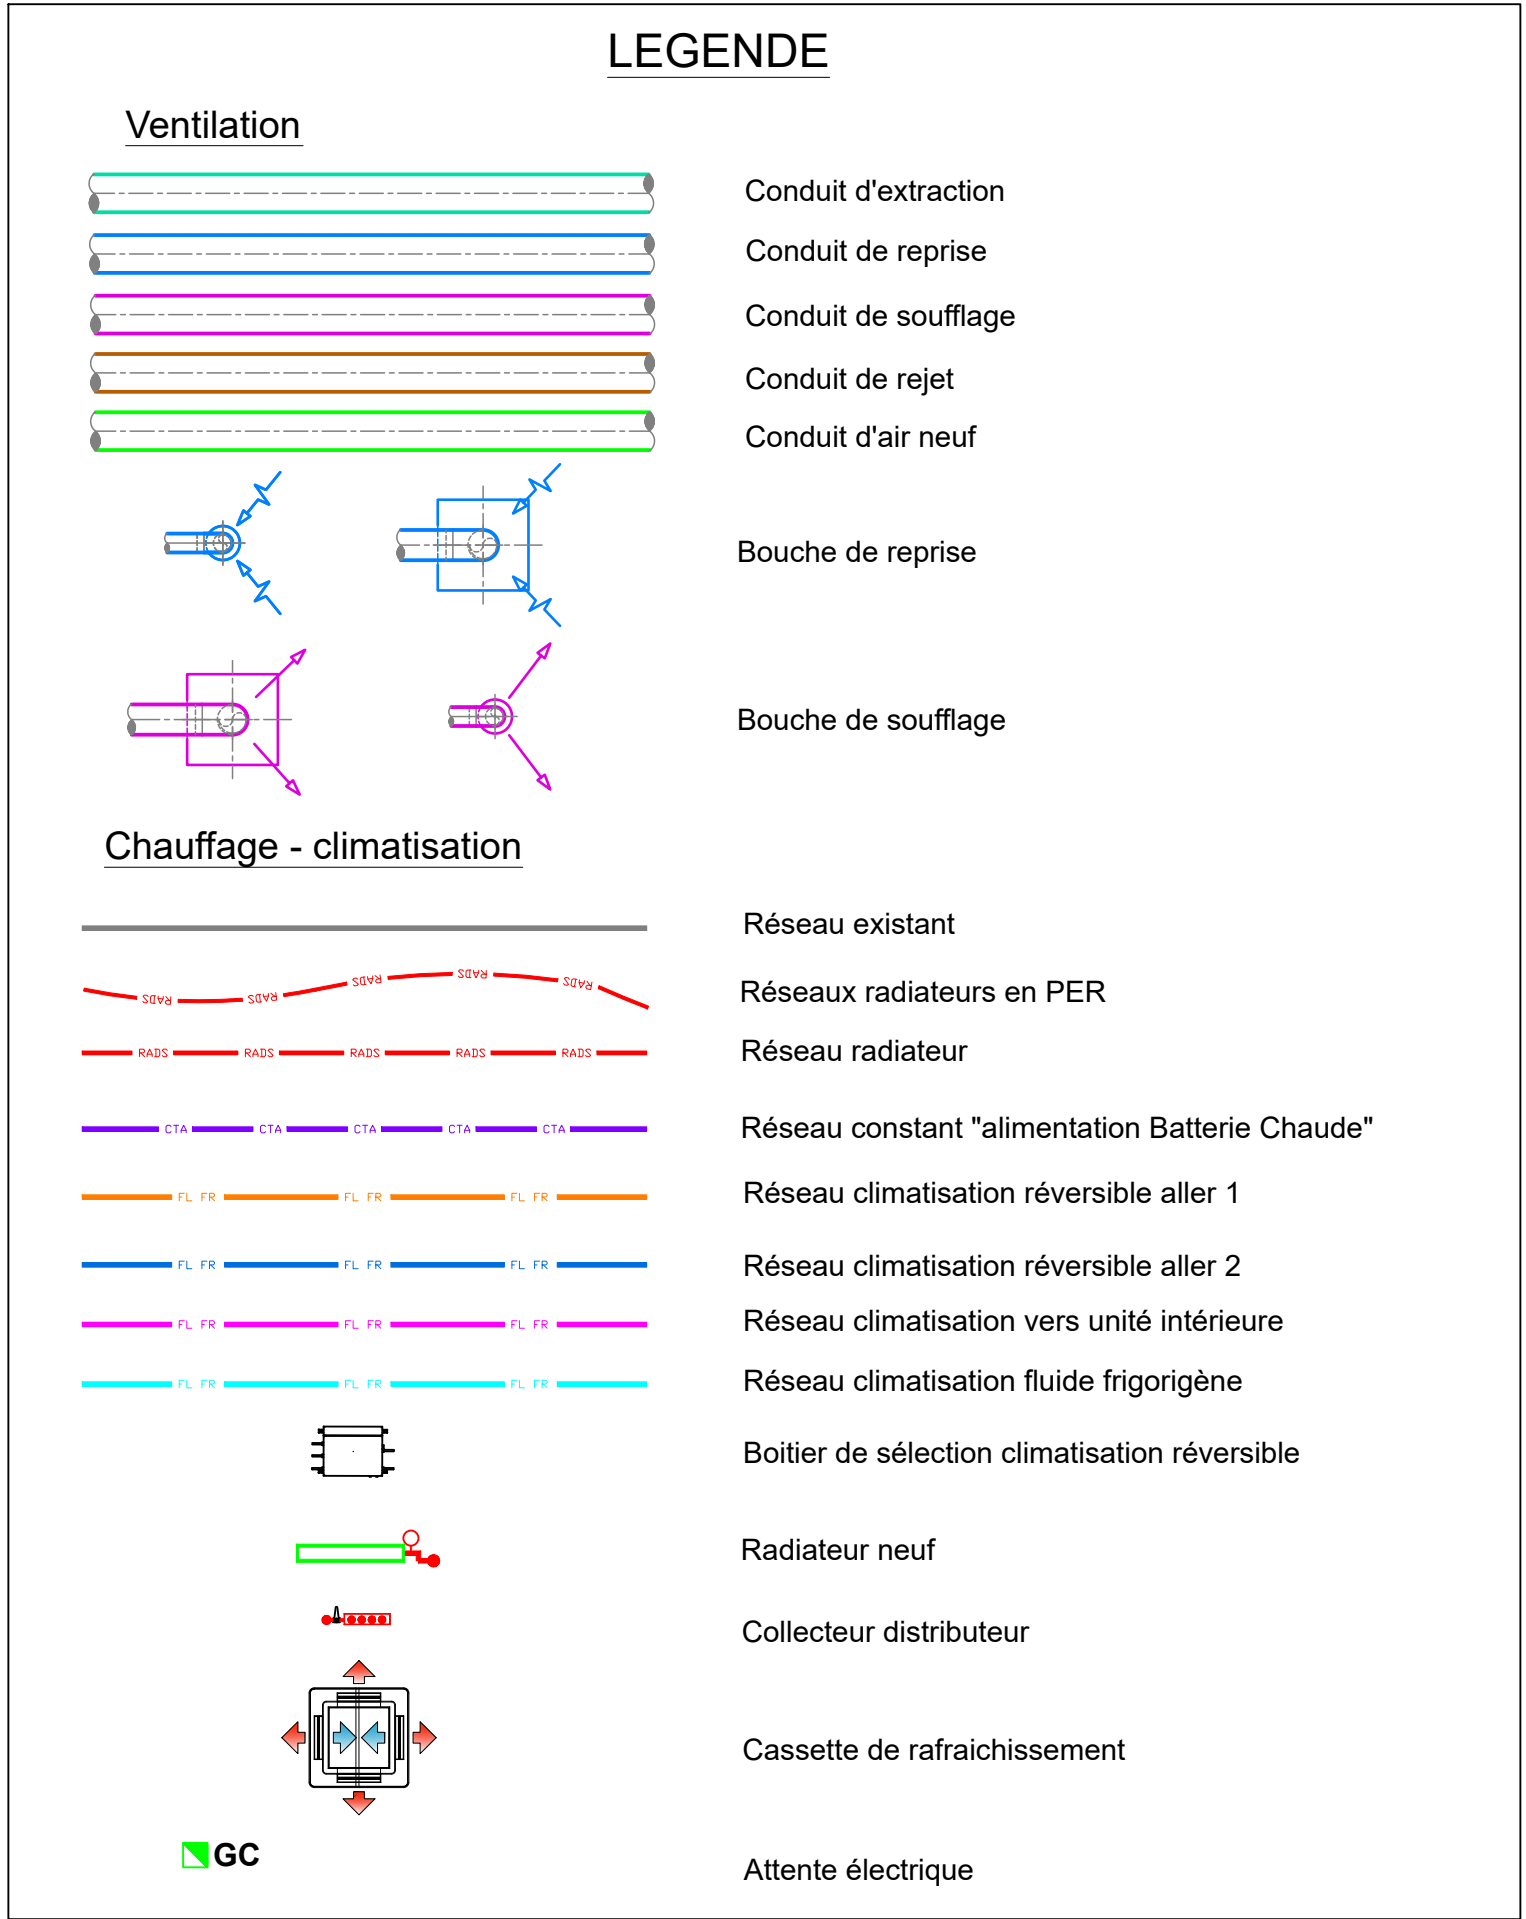 LEGENDE
Ventilation
Conduit d'extraction
Conduit de reprise
Conduit de soufflage
Conduit de rejet
Conduit d'air neuf
Bouche de reprise
Bouche de soufflage
Chauffage - climatisation
Réseau existant
RADS RADS RADS RADS RADS Réseaux radiateurs en PER
RADS RADS RADS RADS RADS Réseau radiateur
CTA CTA CTA CTA CTA Réseau constant "alimentation Batterie Chaude"
FL FR FL FR FL FR Réseau climatisation réversible aller 1
FL FR FL FR FL FR Réseau climatisation réversible aller 2
FL FR FL FR FL FR Réseau climatisation vers unité intérieure
FL FR FL FR FL FR Réseau climatisation fluide frigorigène
Boitier de sélection climatisation réversible
Radiateur neuf
Collecteur distributeur
Cassette de rafraichissement
GC
Attente électrique